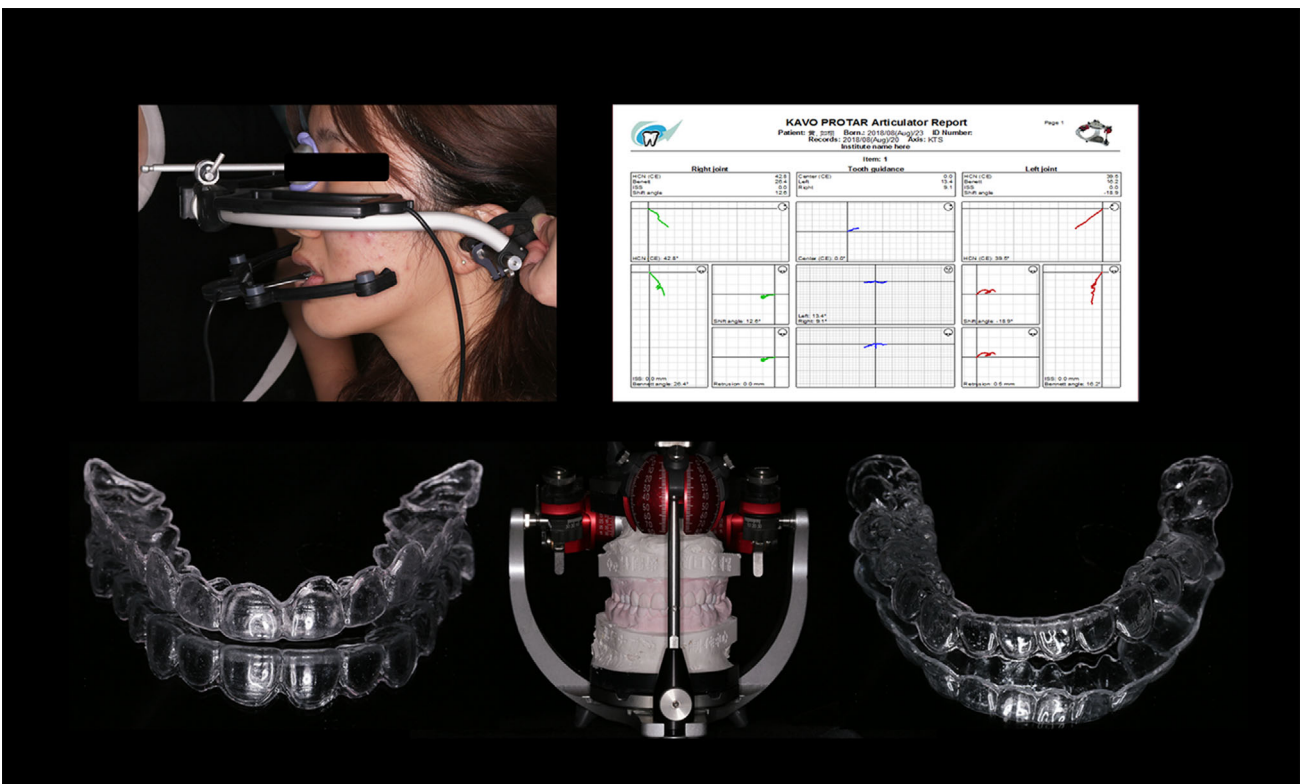 KAVO PROTAR Articulator Report
Page 1
Patient: Born.: 2018/08(Aug)/23 ID Number:
Records: 2018/08(Aug)/20 Axis: KTS
Institute name here
Item: 1
Right joint
HCN (CE) 42.8
Benett 26.4
ISS 0.0
Shift angle 12.6
Tooth guidance
Center (CE) 0.0
Left 13.4
Right 9.1
Left joint
HCN (CE) 39.5
Benett 16.2
ISS 0.0
Shift angle -18.9
HCN (CE): 42.8°
Center (CE): 0.0°
HCN (CE): 39.5°
Shift angle: 12.6°
Left: 13.4°
Right: 9.1°
Shift angle: -18.9°
ISS: 0.0 mm
Bennett angle: 26.4°
Retrusion: 0.0 mm
Retrusion: 0.5 mm
ISS: 0.0 mm
Bennett angle: 16.2°